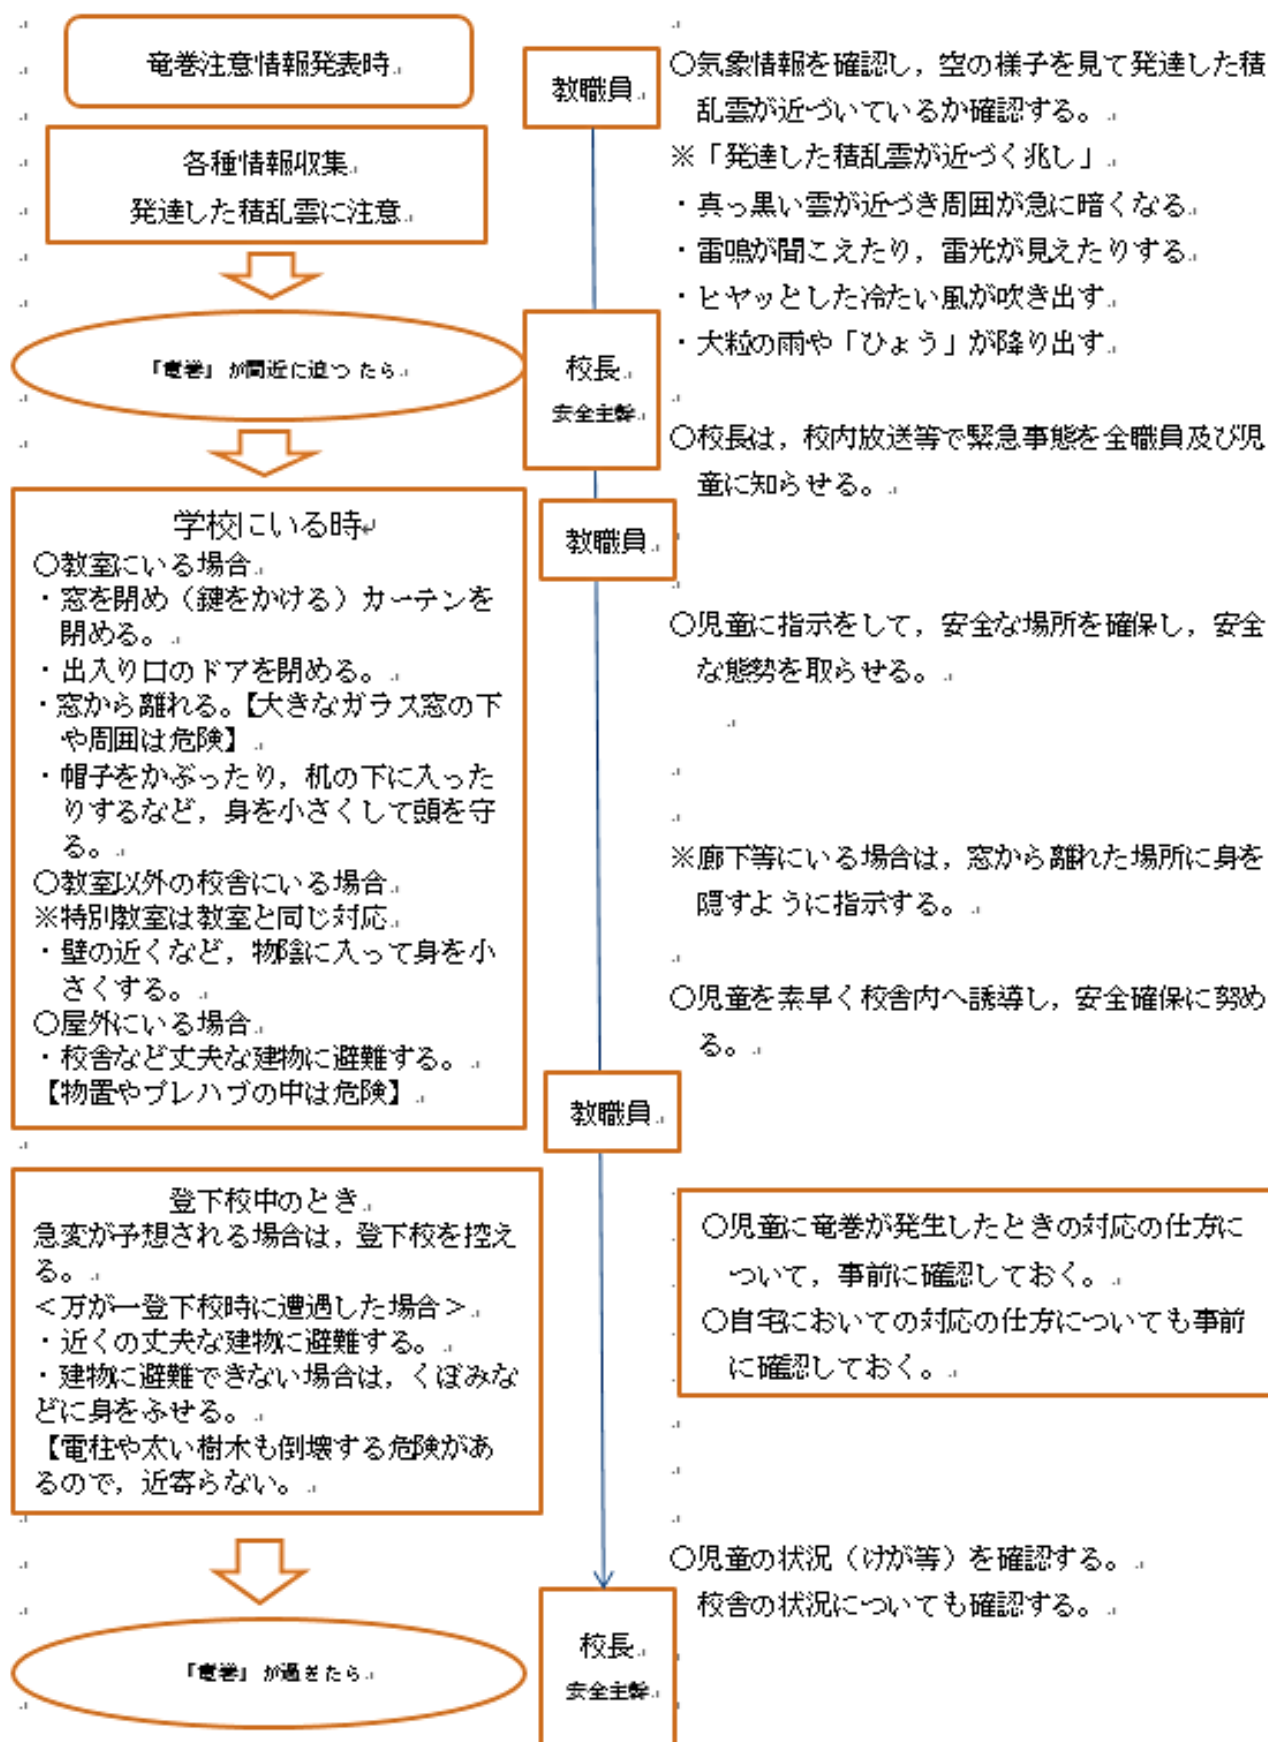 竜巻注意情報発表時
各種情報収集
発達した積乱雲に注意
「竜巻」が間近に迫つたら
学校にいる時
○教室にいる場合
・窓を閉め（鍵をかける）カーテンを
閉める。
・出入り口のドアを閉める。
・窓から離れる。【大きなガラス窓の下
や周囲は危険】
・帽子をかぶったり，机の下に入った
りするなど，身を小さくして頭を守
る。
○教室以外の校舎にいる場合
※特別教室は教室と同じ対応
・壁の近くなど，物陰に入って身を小
さくする。
○屋外にいる場合
・校舎など丈夫な建物に避難する。
【物置やプレハブの中は危険】
登下校中のとき
急変が予想される場合は，登下校を控え
る。
＜万が一登下校時に遭遇した場合＞
・近くの丈夫な建物に避難する。
・建物に避難できない場合は，くぼみな
どに身をふせる。
【電柱や太い樹木も倒壊する危険があ
るので，近寄らない。
「竜巻」が過ぎたら
教職員
校長
安全主幹
教職員
教職員
校長
安全主幹
○気象情報を確認し，空の様子を見て発達した積
乱雲が近づいているか確認する。
※「発達した積乱雲が近づく兆し」
・真っ黒い雲が近づき周囲が急に暗くなる
・雷鳴が聞こえたり，雷光が見えたりする
・ヒヤッとした冷たい風が吹き出す
・大粒の雨や「ひょう」が降り出す
○校長は，校内放送等で緊急事態を全職員及び児
童に知らせる。
○児童に指示をして，安全な場所を確保し，安全
な態勢を取らせる。
※廊下等にいる場合は，窓から離れた場所に身を
隠すように指示する。
○児童を素早く校舎内へ誘導し，安全確保に努め
る。
○児童に竜巻が発生したときの対応の仕方に
ついて，事前に確認しておく。
○自宅においての対応の仕方についても事前
に確認しておく。
○児童の状況（けが等）を確認する。
校舎の状況についても確認する。